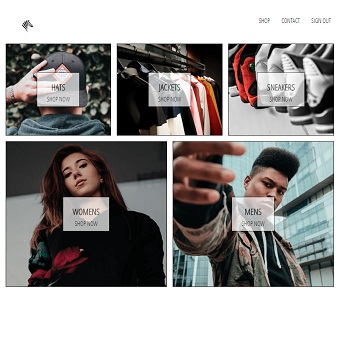 SHOP CONTACT SIGN OUT
HATS
SHOP NOW
JACKETS
SHOP NOW
SNEAKERS
SHOP NOW
WOMENS
SHOP NOW
MENS
SHOP NOW